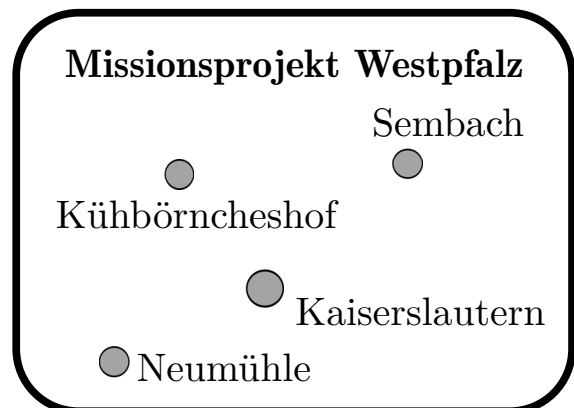 Missionsprojekt Westpfalz
Sembach
Kühbörncheshof
Kaiserslautern
Neumühle